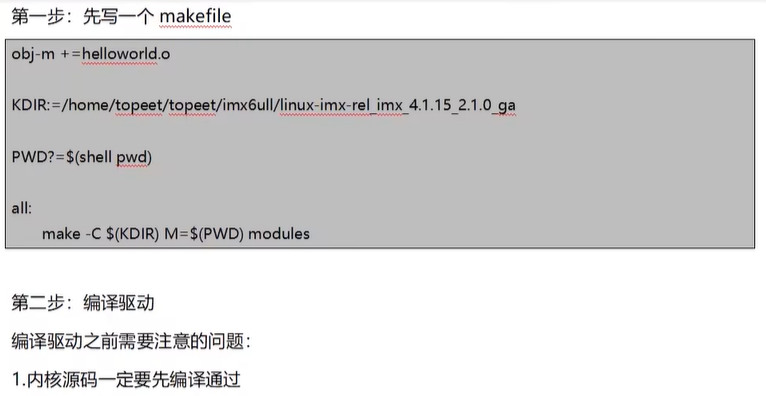 第一步：先写一个 makefile
obj-m +=helloworld.o
KDIR:=/home/topeet/topeet/imx6ull/linux-imx-rel_imx_4.1.15_2.1.0_ga
PWD?=$(shell pwd)
all:
make -C $(KDIR) M=$(PWD) modules
第二步：编译驱动
编译驱动之前需要注意的问题：
1.内核源码一定要先编译通过